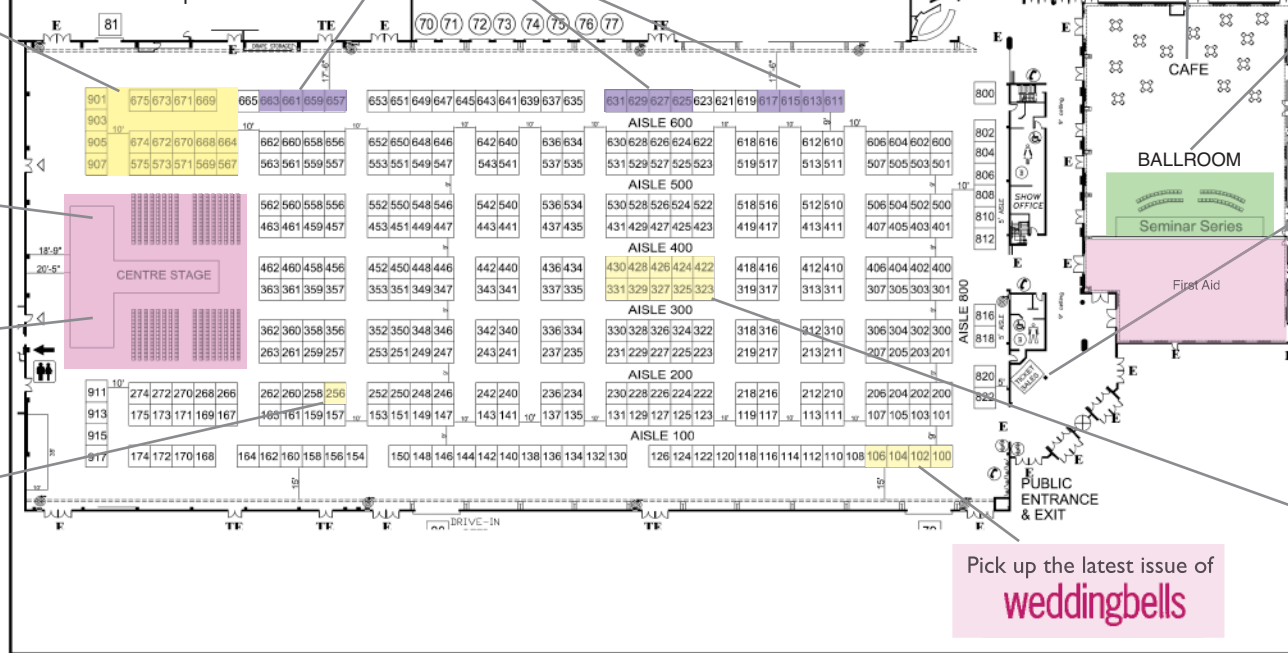 E 81 TE E 70 71 72 73 74 75 76 77 E
CAFE
DRAPE STORAGE
17'-6" 17'-6"
901 675 673 671 669 665 663 661 659 657 653 651 649 647 645 643 641 639 637 635 631 629 627 625 623 621 619 617 615 613 611 800
903 AISLE 600
905 674 672 670 668 664 662 660 658 656 652 650 648 646 642 640 636 634 630 628 626 624 622 618 616 612 610 606 604 602 600 802
907 575 573 571 569 567 563 561 559 557 553 551 549 547 543 541 537 535 531 529 527 525 523 519 517 513 511 507 505 503 501 804
BALLROOM
AISLE 500 806
562 560 558 556 552 550 548 546 542 540 536 534 530 528 526 524 522 518 516 512 510 506 504 502 500 808
SHOW
OFFICE
463 461 459 457 453 451 449 447 443 441 437 435 431 429 427 425 423 419 417 413 411 407 405 403 401 810
Seminar Series
AISLE 400 812
18'-9"
20'-5"
CENTRE STAGE
462 460 458 456 452 450 448 446 442 440 436 434 430 428 426 424 422 418 416 412 410 406 404 402 400
363 361 359 357 353 351 349 347 343 341 337 335 331 329 327 325 323 319 317 313 311 307 305 303 301
First Aid
AISLE 300
AISLE 800
816
362 360 358 356 352 350 348 346 342 340 336 334 330 328 326 324 322 318 316 312 310 306 304 302 300 818
263 261 259 257 253 251 249 247 243 241 237 235 231 229 227 225 223 219 217 213 211 207 205 203 201
AISLE 200
820
TICKET
SALES
911 274 272 270 268 266 262 260 258 256 252 250 248 246 242 240 236 234 230 228 226 224 222 218 216 212 210 206 204 202 200 822
913 175 173 171 169 167 163 161 159 157 153 151 149 147 143 141 137 135 131 129 127 125 123 119 117 113 111 107 105 103 101
915 AISLE 100
917 174 172 170 168 164 162 160 158 156 154 150 148 146 144 142 140 138 136 134 132 130 126 124 122 120 118 116 114 112 110 108 106 104 102 100
PUBLIC
ENTRANCE
& EXIT
E TE TE E DRIVE-IN TE E
Pick up the latest issue of
weddingbells